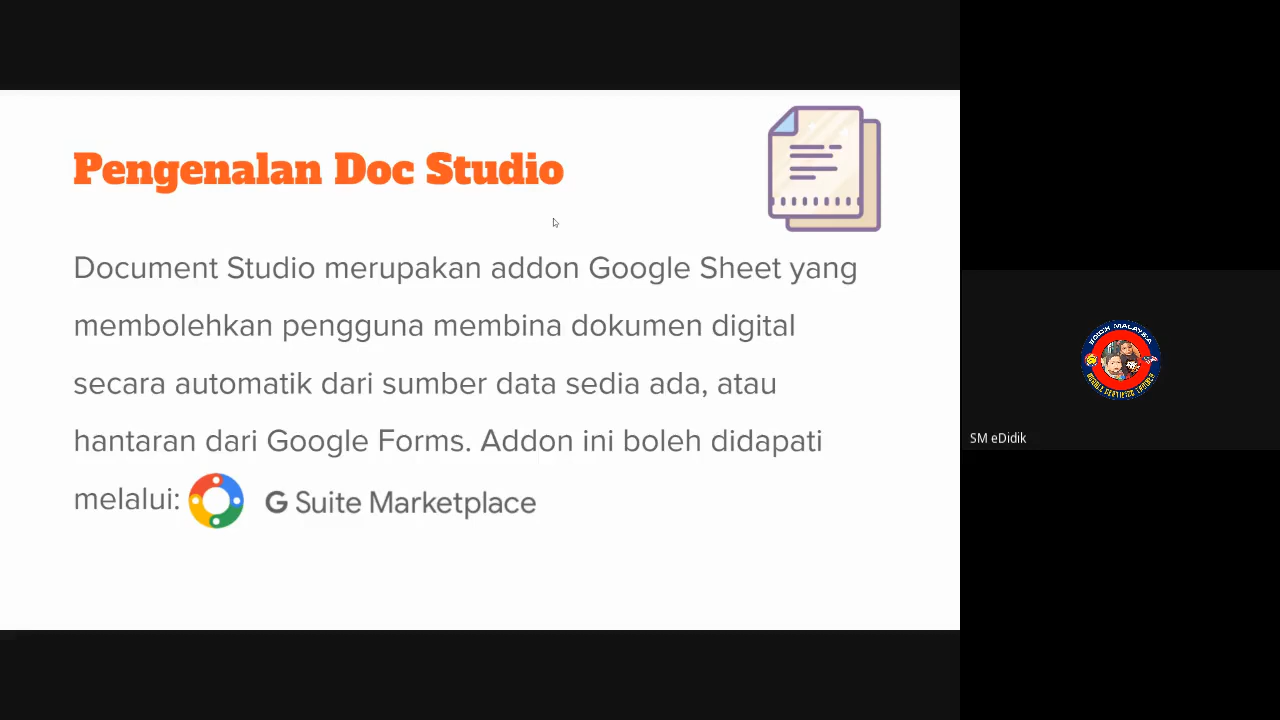 Pengenalan Doc Studio
Document Studio merupakan addon Google Sheet yang
membolehkan pengguna membina dokumen digital
secara automatik dari sumber data sedia ada, atau
hantaran dari Google Forms. Addon ini boleh didapati
melalui: G Suite Marketplace
SM eDidik